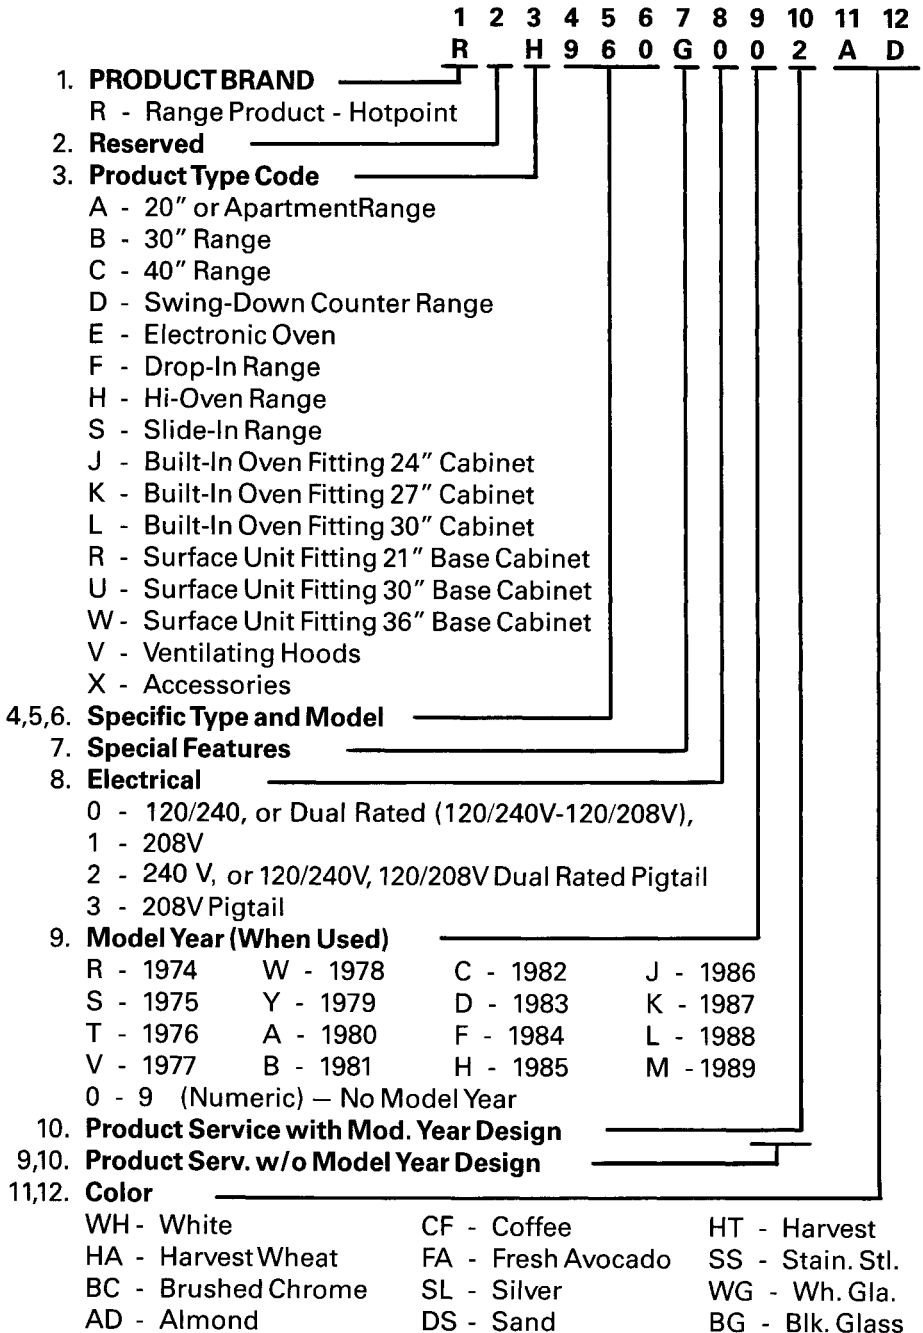 1 2 3 4 5 6 7 8 9 10 11 12
R H 9 6 0 G 0 0 2 A D
1. PRODUCT BRAND
R - Range Product - Hotpoint
2. Reserved
3. Product Type Code
A - 20" or Apartment Range
B - 30" Range
C - 40" Range
D - Swing-Down Counter Range
E - Electronic Oven
F - Drop-In Range
H - Hi-Oven Range
S - Slide-In Range
J - Built-In Oven Fitting 24" Cabinet
K - Built-In Oven Fitting 27" Cabinet
L - Built-In Oven Fitting 30" Cabinet
R - Surface Unit Fitting 21" Base Cabinet
U - Surface Unit Fitting 30" Base Cabinet
W - Surface Unit Fitting 36" Base Cabinet
V - Ventilating Hoods
X - Accessories
4,5,6. Specific Type and Model
7. Special Features
8. Electrical
0 - 120/240, or Dual Rated (120/240V-120/208V),
1 - 208V
2 - 240 V, or 120/240V, 120/208V Dual Rated Pigtail
3 - 208V Pigtail
9. Model Year (When Used)
R - 1974 W - 1978 C - 1982 J - 1986
S - 1975 Y - 1979 D - 1983 K - 1987
T - 1976 A - 1980 F - 1984 L - 1988
V - 1977 B - 1981 H - 1985 M - 1989
0 - 9 (Numeric) — No Model Year
10. Product Service with Mod. Year Design
9,10. Product Serv. w/o Model Year Design
11,12. Color
WH - White CF - Coffee HT - Harvest
HA - Harvest Wheat FA - Fresh Avocado SS - Stain. Stl.
BC - Brushed Chrome SL - Silver WG - Wh. Gla.
AD - Almond DS - Sand BG - Blk. Glass